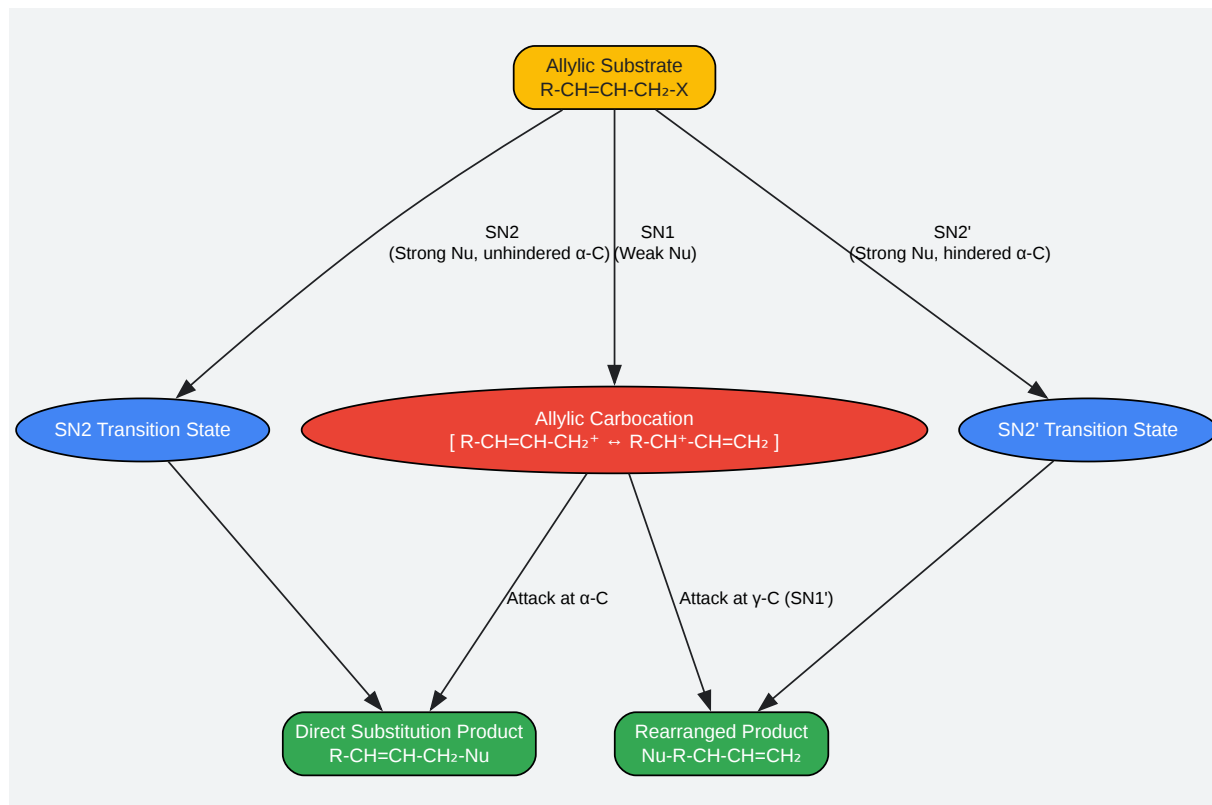 Allylic Substrate
R-CH=CH-CH₂-X
SN2
(Strong Nu, unhindered α-C)
SN1
(Weak Nu)
SN2'
(Strong Nu, hindered α-C)
SN2 Transition State
Allylic Carbocation
[ R-CH=CH-CH₂⁺ ↔ R-CH⁺-CH=CH₂ ]
SN2' Transition State
Attack at α-C
Attack at γ-C (SN1')
Direct Substitution Product
R-CH=CH-CH₂-Nu
Rearranged Product
Nu-R-CH-CH=CH₂